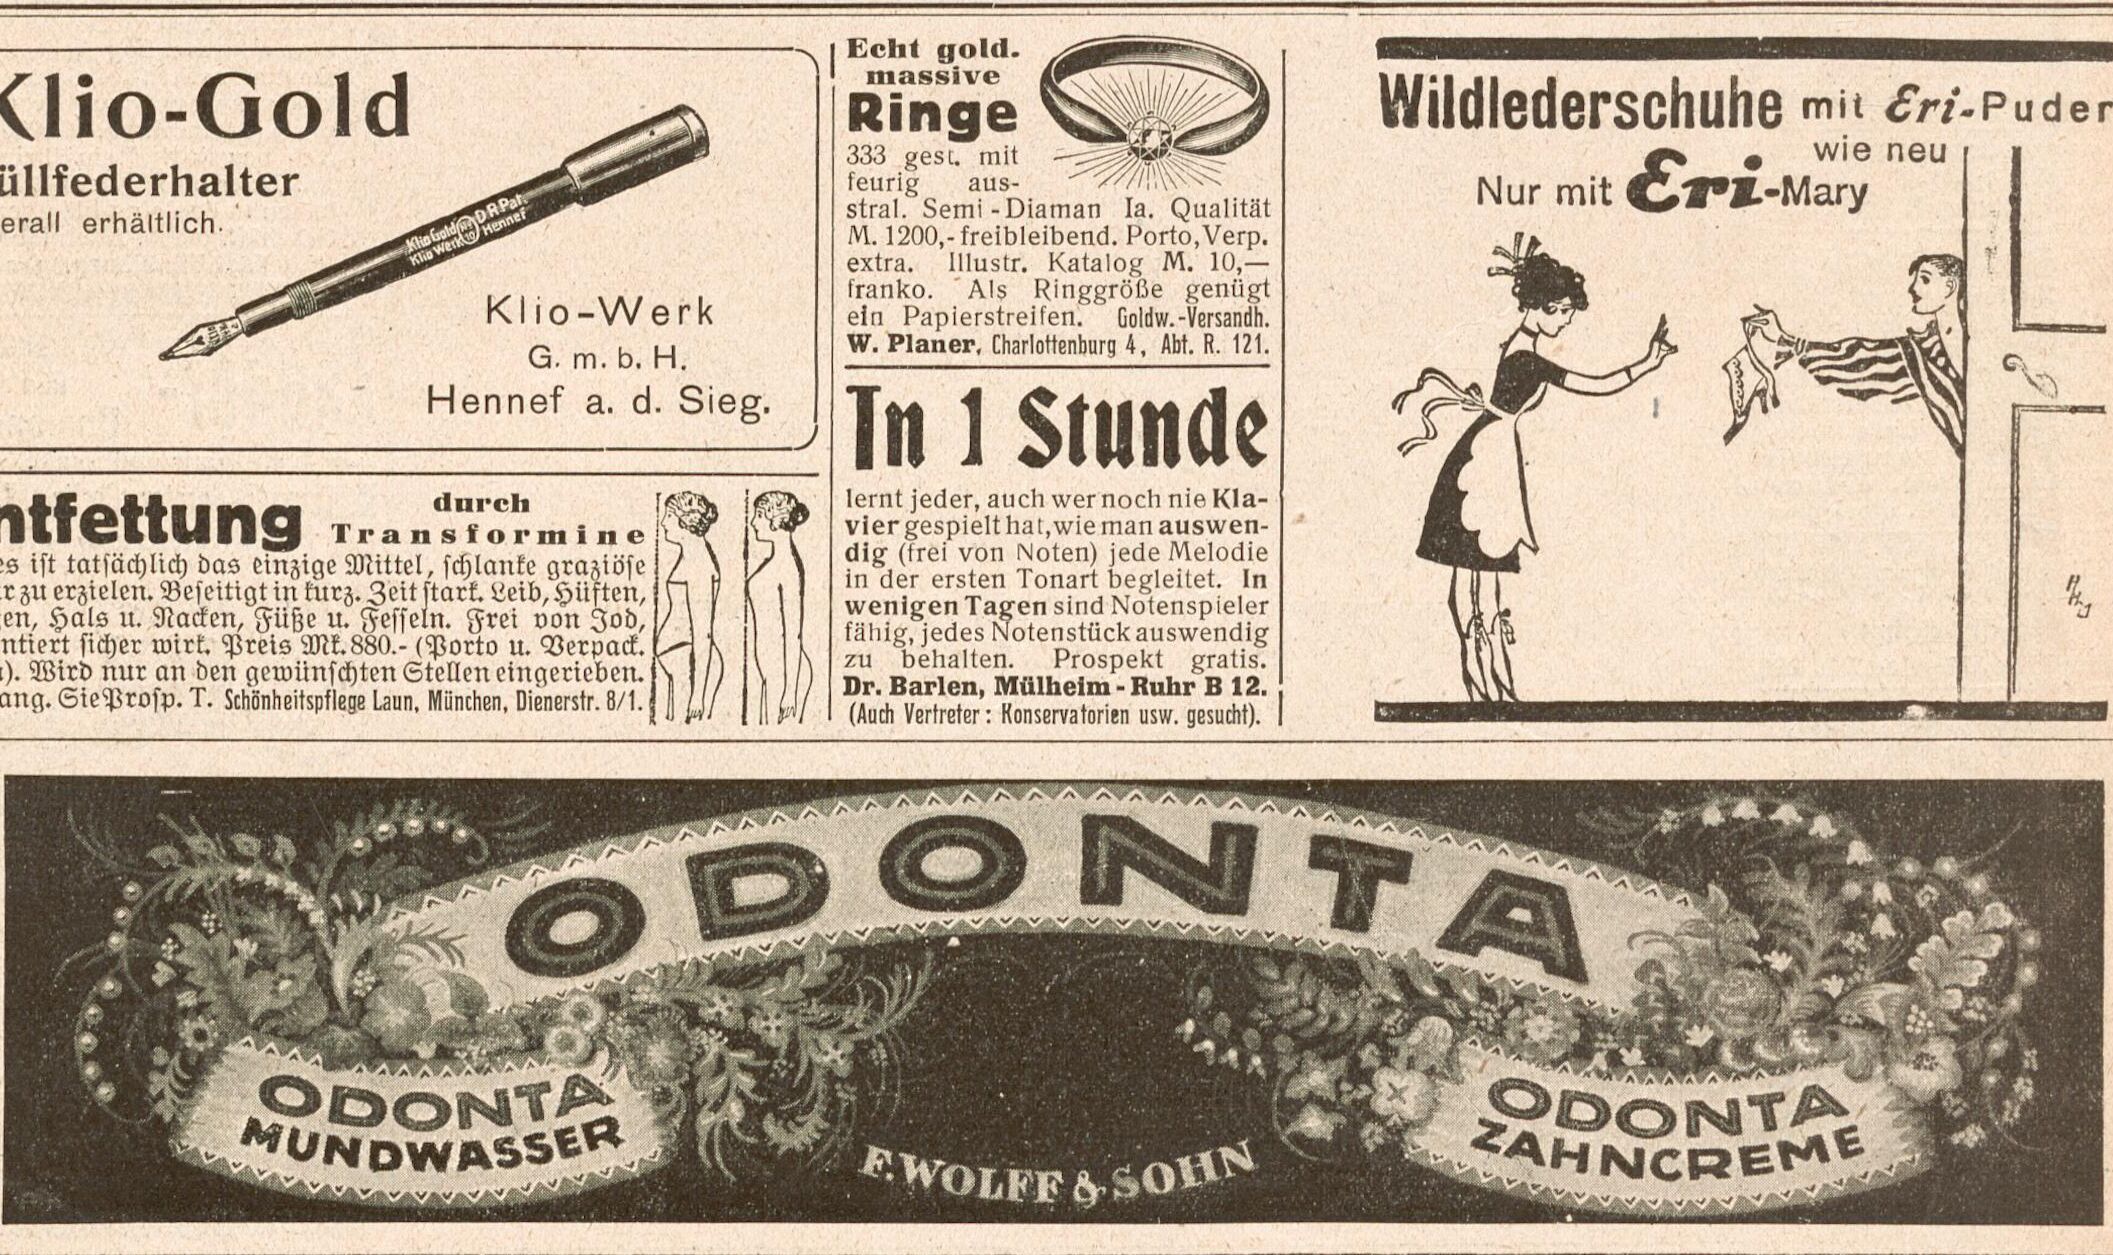 Klio-Gold
üllfederhalter
erall erhältlich.
Klio Gold D.R.Pat.
Klio Werk Hennef
Klio-Werk
G. m. b. H.
Hennef a. d. Sieg.
ntfettung durch
Transformine
es ist tatsächlich das einzige Mittel, schlanke graziöse
r zu erzielen. Beseitigt in kurz. Zeit stark. Leib, Hüften,
en, Hals u. Nacken, Füße u. Fesseln. Frei von Jod,
ntiert sicher wirk. Preis Mk. 880.- (Porto u. Verpack.
). Wird nur an den gewünschten Stellen eingerieben.
ang. Sie Prosp. T. Schönheitspflege Laun, München, Dienerstr. 8/1.
Echt gold.
massive
Ringe
333 gest. mit
feurig aus-
stral. Semi-Diaman Ia. Qualität
M. 1200,- freibleibend. Porto, Verp.
extra. Illustr. Katalog M. 10,—
franko. Als Ringgröße genügt
ein Papierstreifen. Goldw.-Versandh.
W. Planer, Charlottenburg 4, Abt. R. 121.
In 1 Stunde
lernt jeder, auch wer noch nie Kla-
vier gespielt hat, wie man auswen-
dig (frei von Noten) jede Melodie
in der ersten Tonart begleitet. In
wenigen Tagen sind Notenspieler
fähig, jedes Notenstück auswendig
zu behalten. Prospekt gratis.
Dr. Barlen, Mülheim-Ruhr B 12.
(Auch Vertreter: Konservatorien usw. gesucht).
Wildlederschuhe mit Eri-Puder
wie neu
Nur mit Eri-Mary
ODONTA
ODONTA
MUNDWASSER
F. WOLFF & SOHN
ODONTA
ZAHNCREME